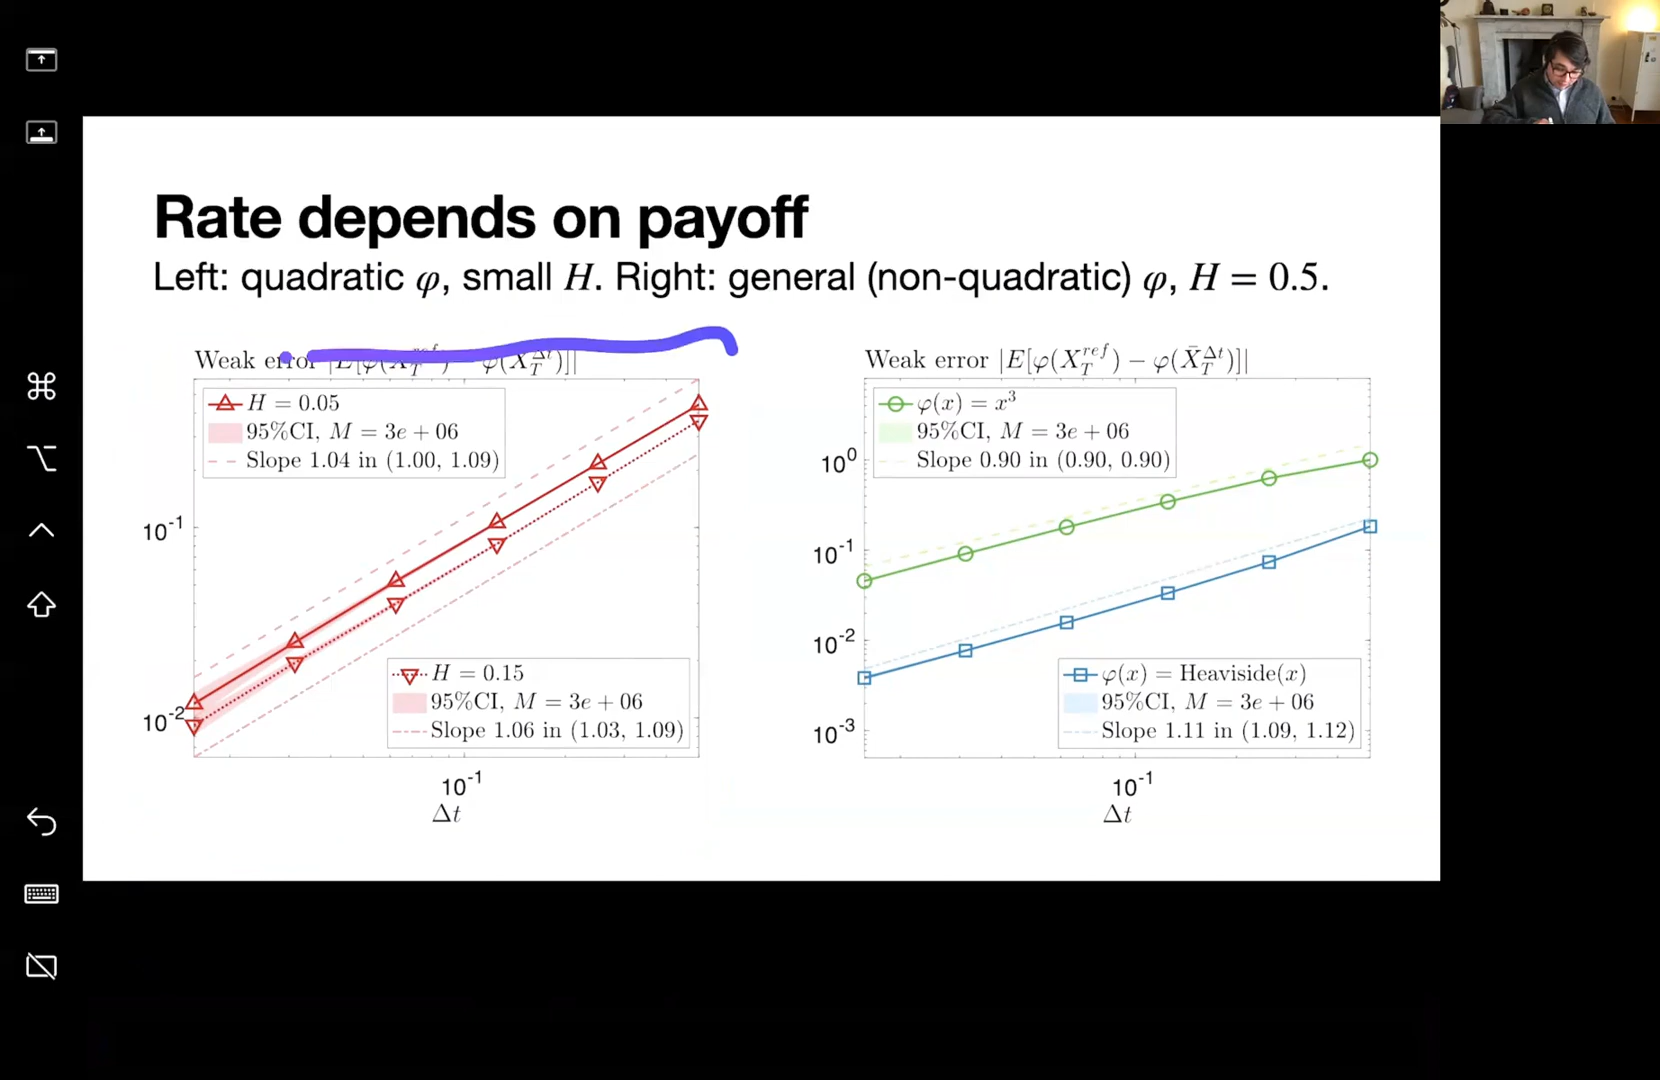 Rate depends on payoff
Left: quadratic φ, small H. Right: general (non-quadratic) φ, H = 0.5.
Weak error |E[φ(X_T^{ref}) − φ(X̄_T^{Δt})]|
H = 0.05
95%CI, M = 3e + 06
Slope 1.04 in (1.00, 1.09)
10^{-1}
10^{-2}
H = 0.15
95%CI, M = 3e + 06
Slope 1.06 in (1.03, 1.09)
10^{-1}
Δt
Weak error |E[φ(X_T^{ref}) − φ(X̄_T^{Δt})]|
φ(x) = x^3
95%CI, M = 3e + 06
Slope 0.90 in (0.90, 0.90)
10^0
10^{-1}
10^{-2}
10^{-3}
φ(x) = Heaviside(x)
95%CI, M = 3e + 06
Slope 1.11 in (1.09, 1.12)
10^{-1}
Δt